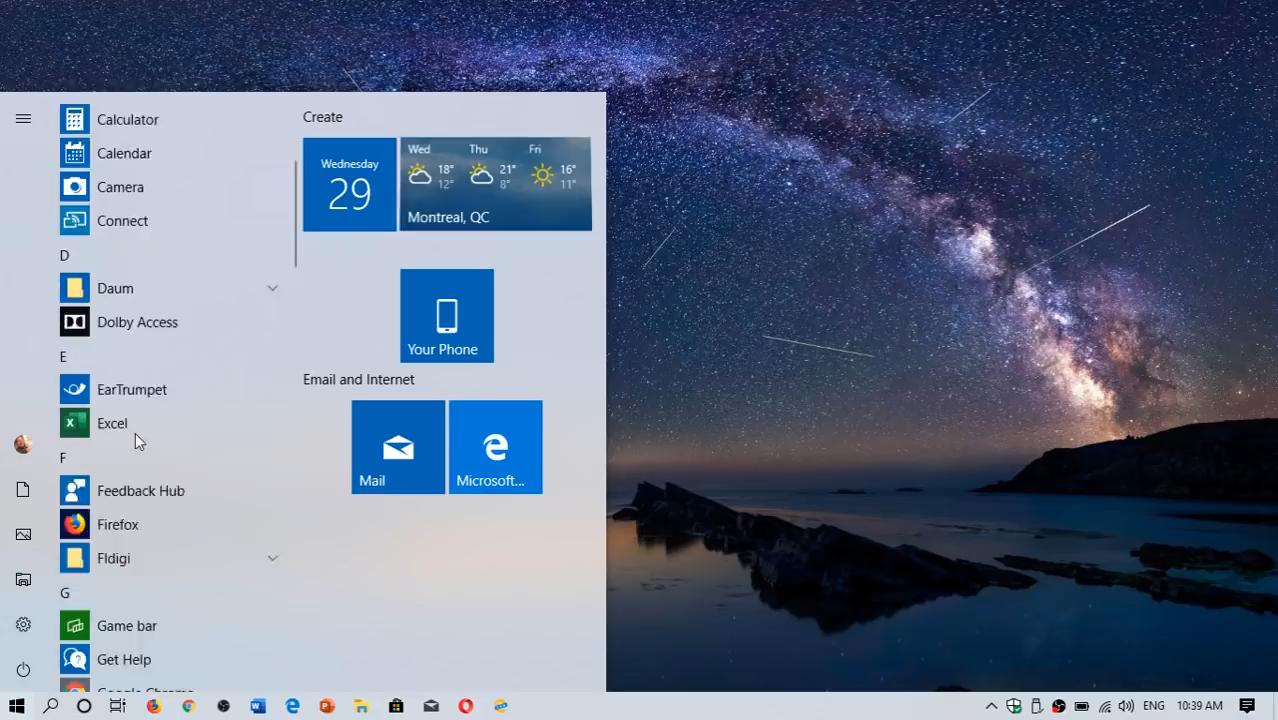 Calculator
Calendar
Camera
Connect
D
Daum
Dolby Access
E
EarTrumpet
Excel
F
Feedback Hub
Firefox
Fldigi
G
Game bar
Get Help
Google Chrome
Create
Wednesday
29
Wed Thu Fri
18° 21° 16°
12° 8° 11°
Montreal, QC
Your Phone
Email and Internet
Mail
Microsoft...
ENG 10:39 AM